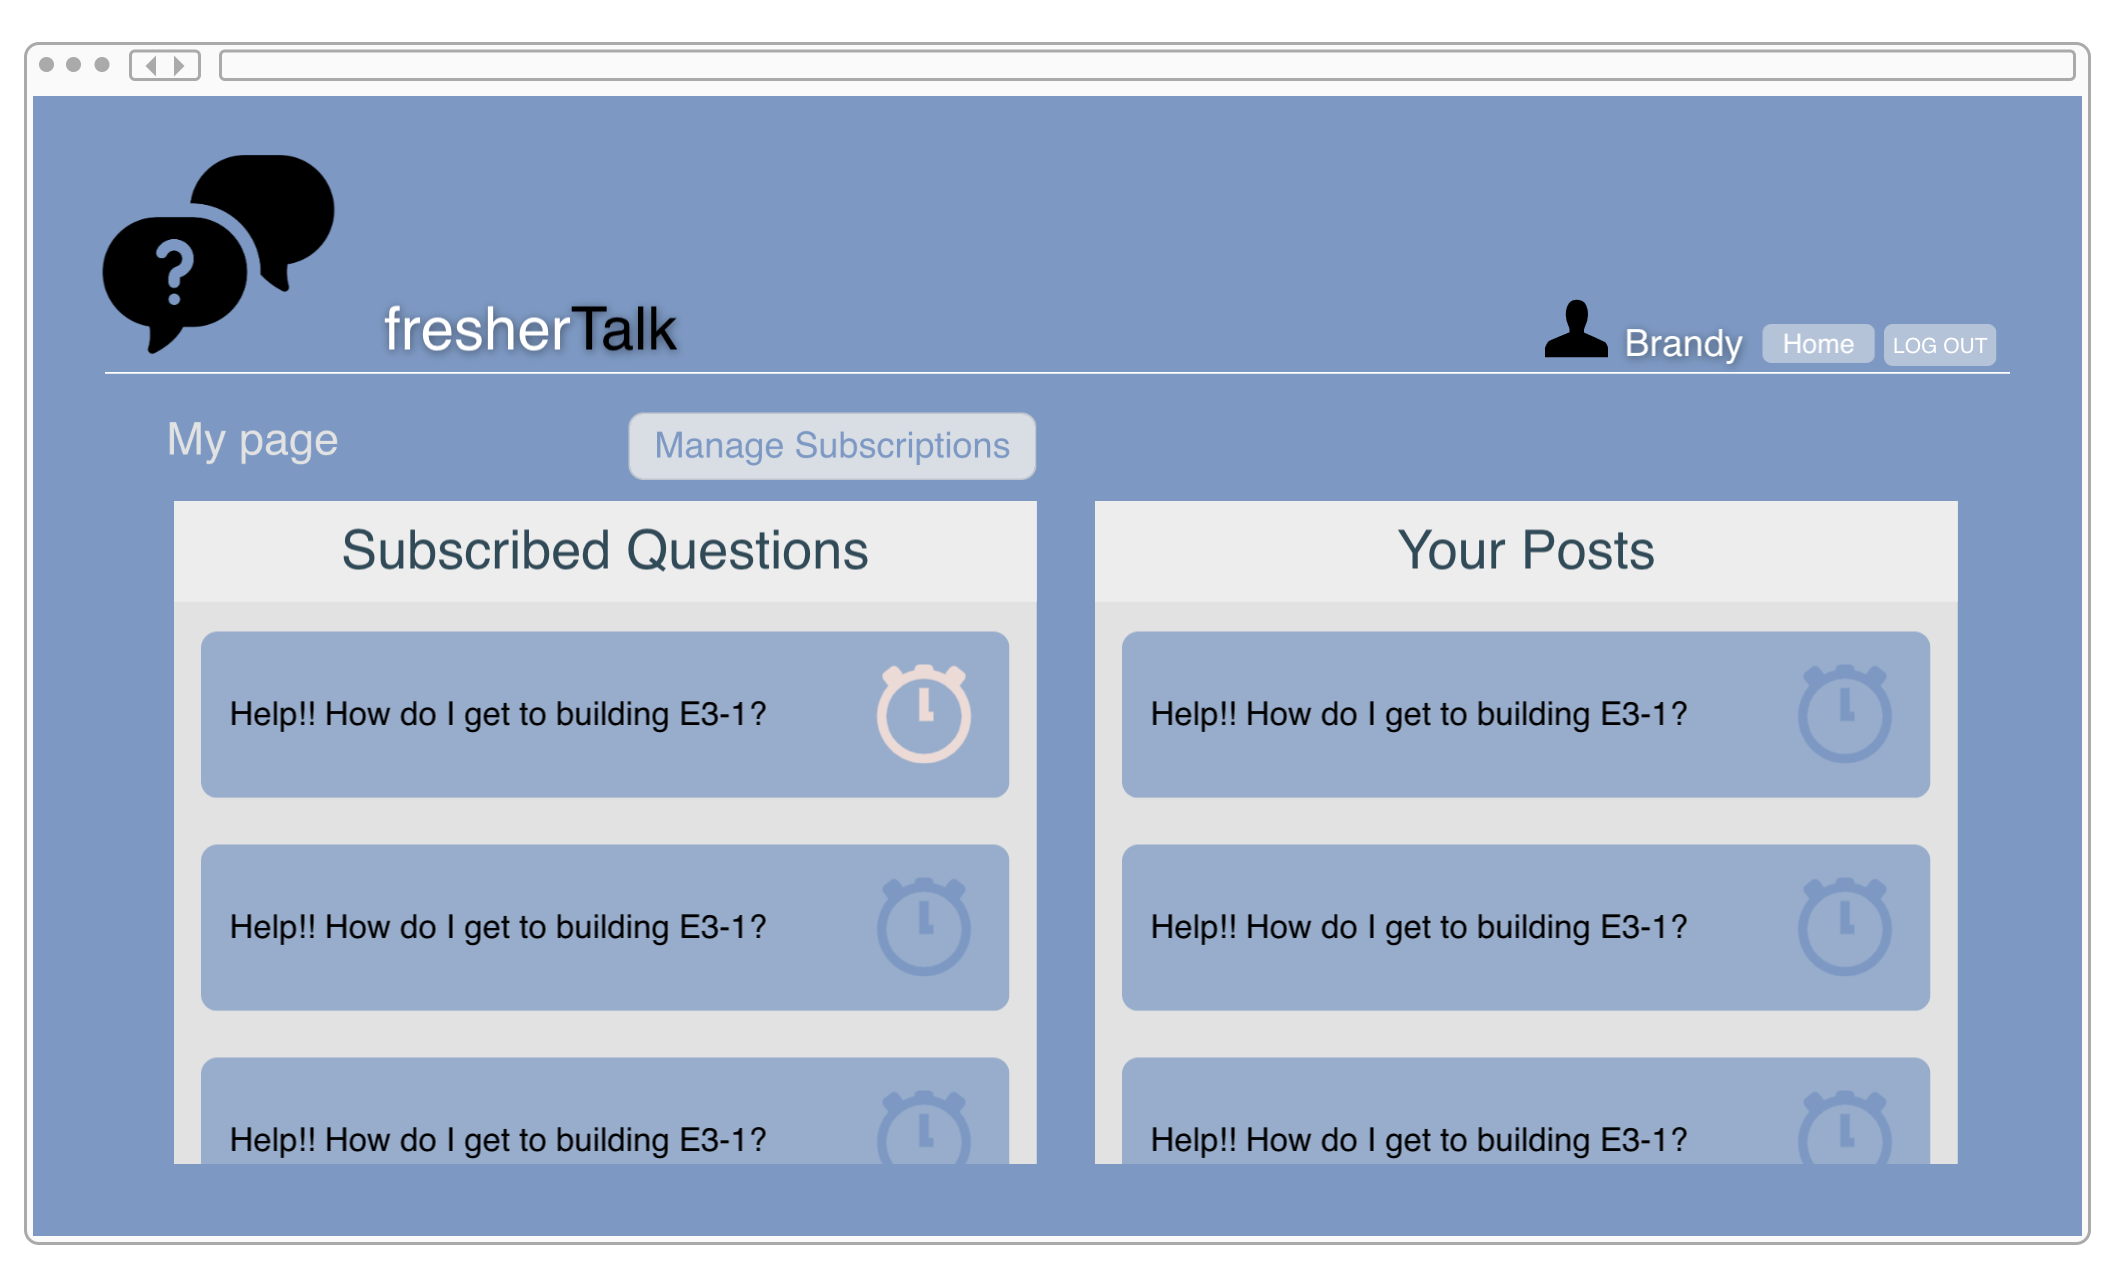 ?
fresherTalk
Brandy
Home
LOG OUT
My page
Manage Subscriptions
Subscribed Questions
Help!! How do I get to building E3-1?
Help!! How do I get to building E3-1?
Help!! How do I get to building E3-1?
Your Posts
Help!! How do I get to building E3-1?
Help!! How do I get to building E3-1?
Help!! How do I get to building E3-1?